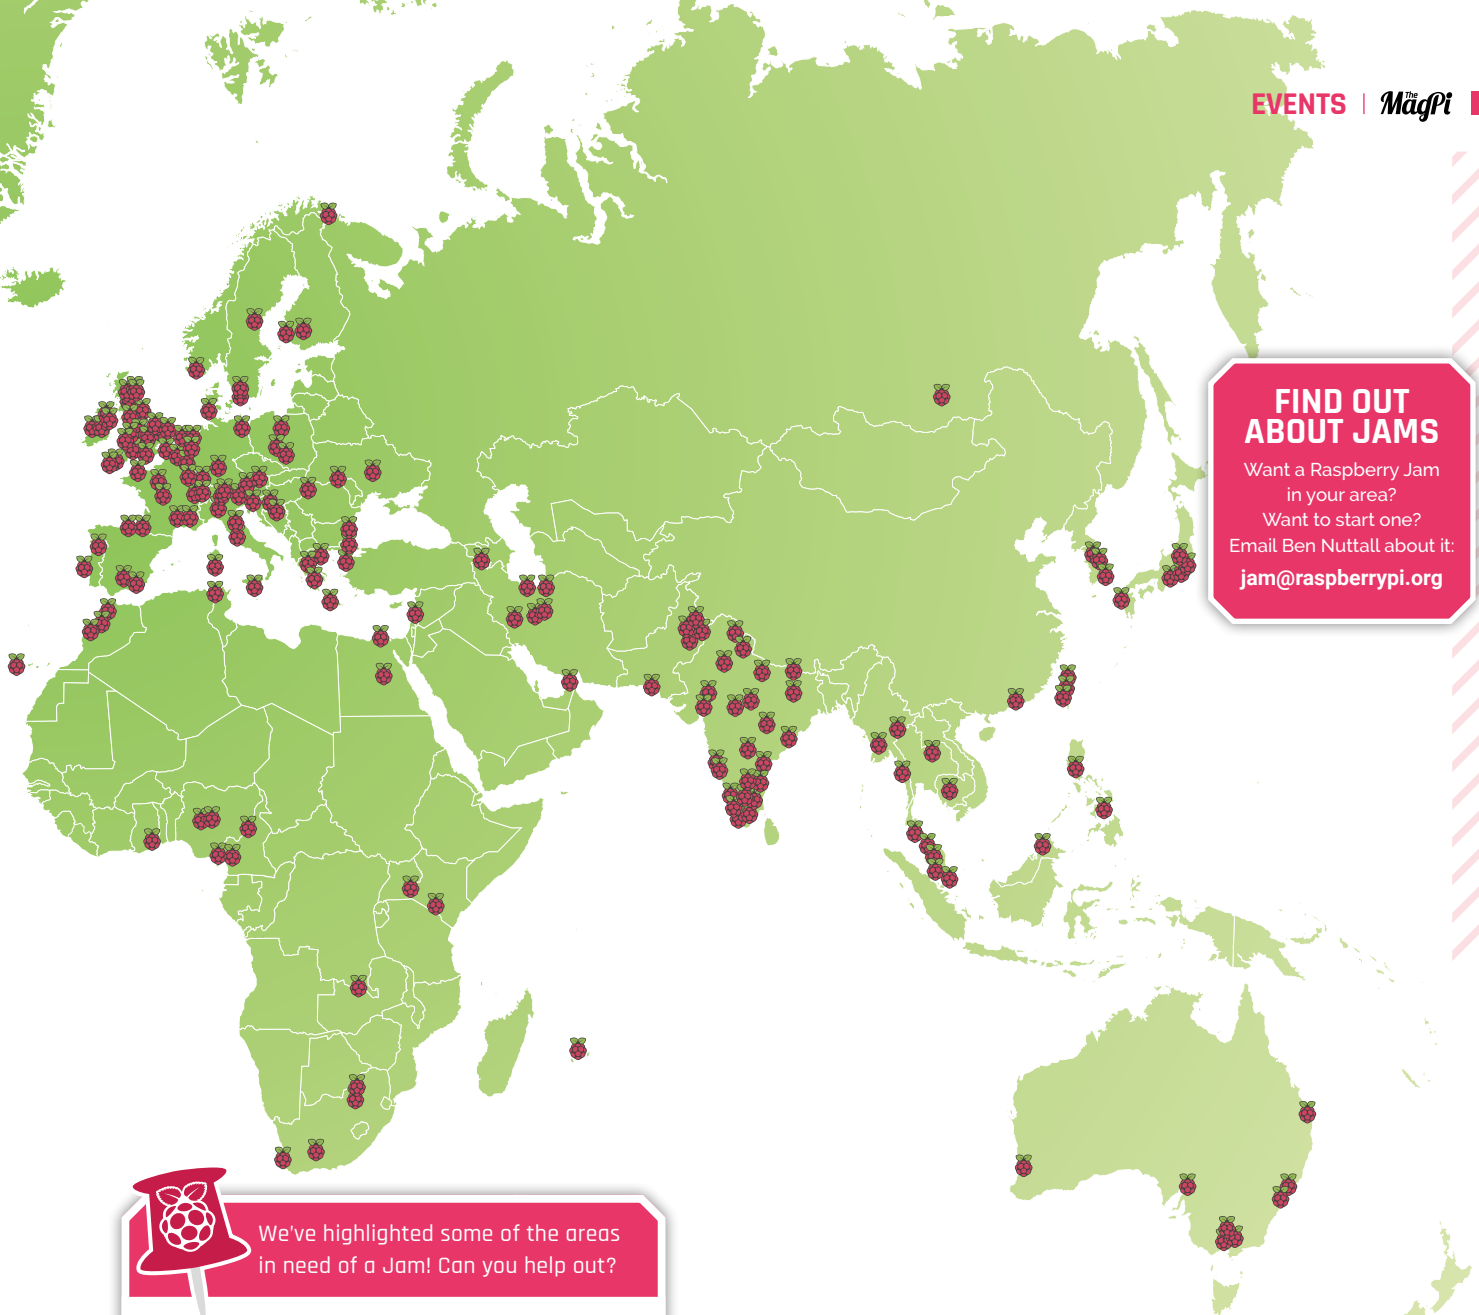 EVENTS
The MagPi
FIND OUT
ABOUT JAMS
Want a Raspberry Jam
in your area?
Want to start one?
Email Ben Nuttall about it:
jam@raspberrypi.org
We've highlighted some of the areas
in need of a Jam! Can you help out?